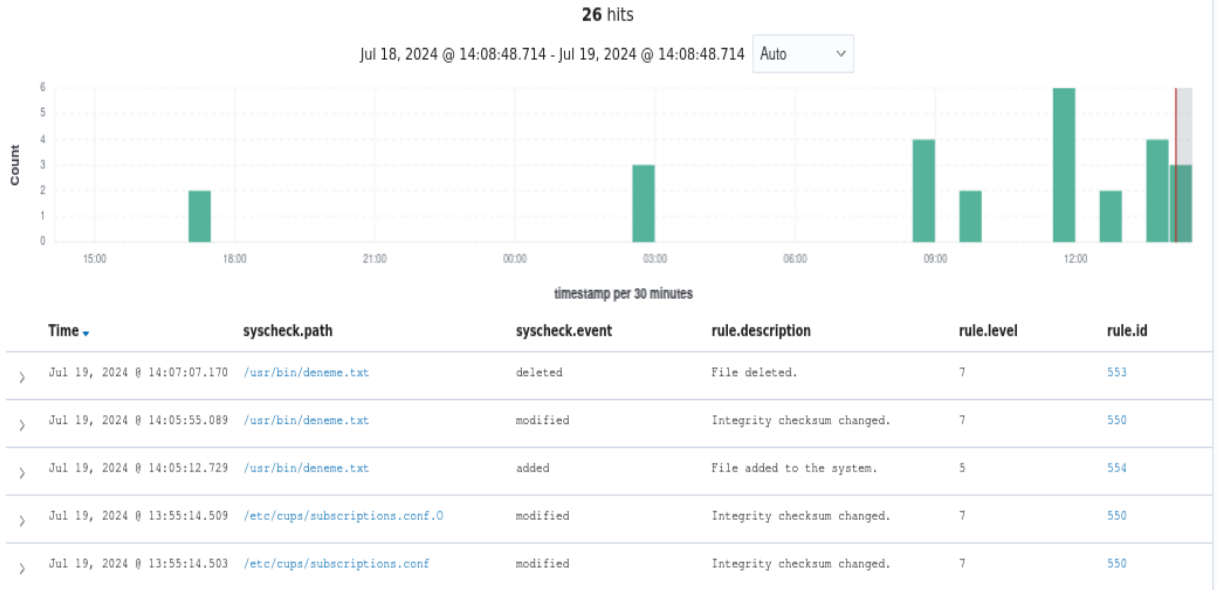 26 hits
Jul 18, 2024 @ 14:08:48.714 - Jul 19, 2024 @ 14:08:48.714 Auto
6
5
4
3
2
1
0
Count
15:00 18:00 21:00 00:00 03:00 06:00 09:00 12:00
timestamp per 30 minutes
Time syscheck.path syscheck.event rule.description rule.level rule.id
Jul 19, 2024 @ 14:07:07.170 /usr/bin/deneme.txt deleted File deleted. 7 553
Jul 19, 2024 @ 14:05:55.089 /usr/bin/deneme.txt modified Integrity checksum changed. 7 550
Jul 19, 2024 @ 14:05:12.729 /usr/bin/deneme.txt added File added to the system. 5 554
Jul 19, 2024 @ 13:55:14.509 /etc/cups/subscriptions.conf.O modified Integrity checksum changed. 7 550
Jul 19, 2024 @ 13:55:14.503 /etc/cups/subscriptions.conf modified Integrity checksum changed. 7 550